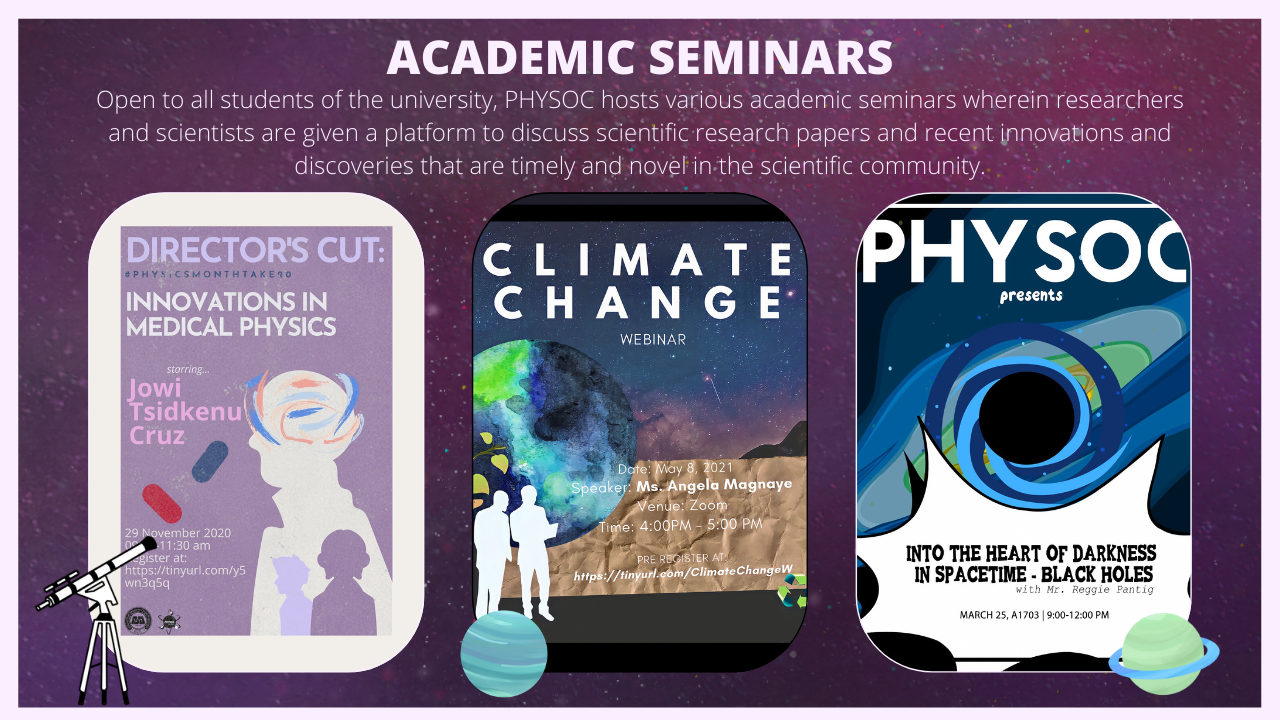 ACADEMIC SEMINARS
Open to all students of the university, PHYSOC hosts various academic seminars wherein researchers
and scientists are given a platform to discuss scientific research papers and recent innovations and
discoveries that are timely and novel in the scientific community.
DIRECTOR'S CUT:
#PHYSICSMONTHTAKE90
INNOVATIONS IN
MEDICAL PHYSICS
starring...
Jowi
Tsidkenu
Cruz
29 November 2020
11:30 am
Register at:
https://tinyurl.com/y5
wn3q5q
CLIMATE
CHANGE
WEBINAR
Date: May 8, 2021
Speaker: Ms. Angela Magnaye
Venue: Zoom
Time: 4:00PM – 5:00 PM
PRE REGISTER AT:
https://tinyurl.com/ClimateChangeW
PHYSOC
presents
INTO THE HEART OF DARKNESS
IN SPACETIME - BLACK HOLES
with Mr. Reggie Pantig
MARCH 25, A1703 | 9:00-12:00 PM